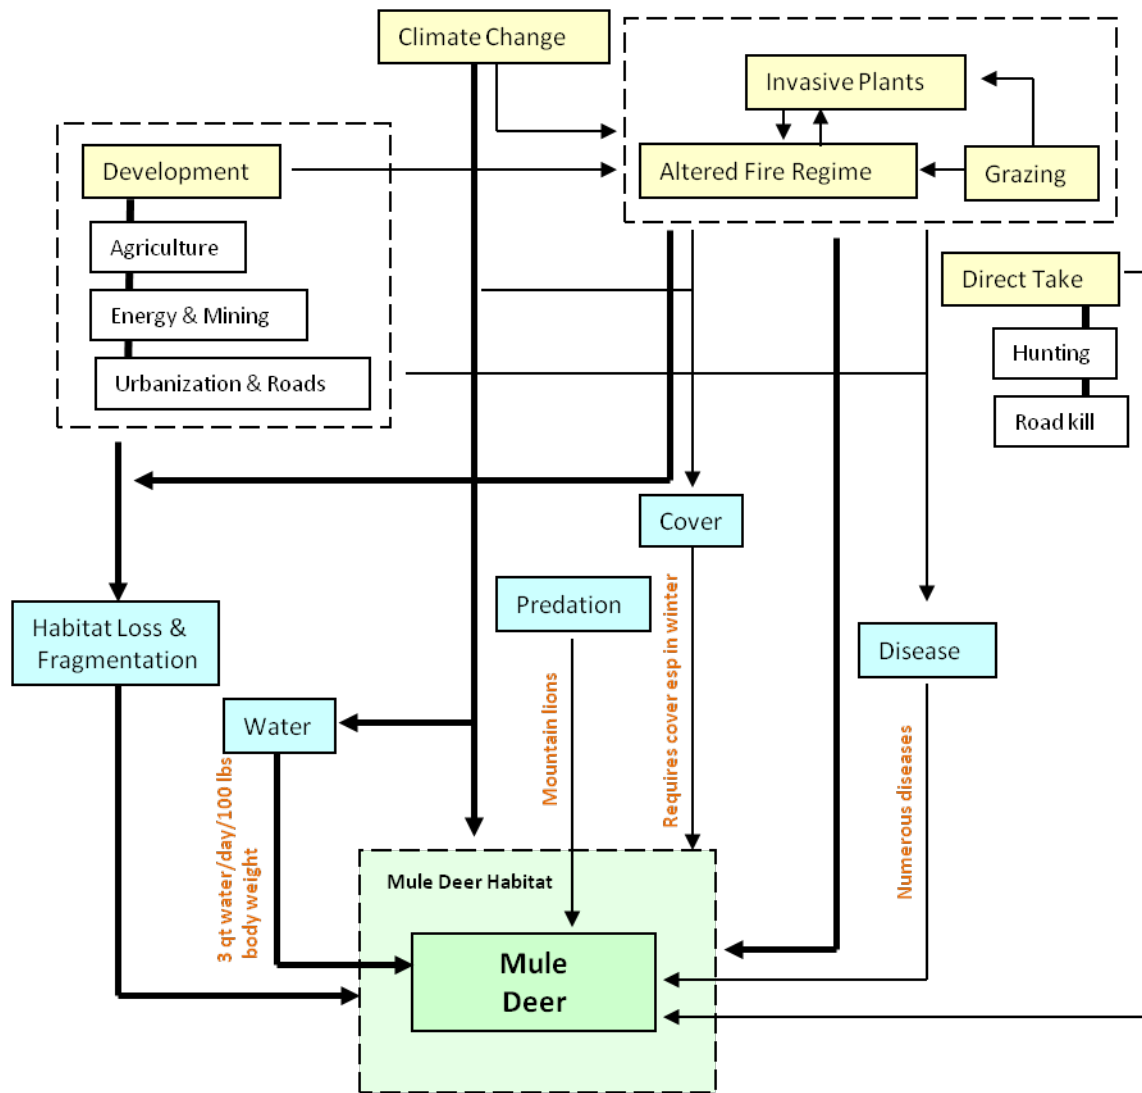 Climate Change
Invasive Plants
Development
Altered Fire Regime
Grazing
Agriculture
Energy & Mining
Urbanization & Roads
Direct Take
Hunting
Road kill
Cover
Predation
Habitat Loss &
Fragmentation
Disease
Water
Requires cover esp in winter
Mountain lions
Numerous diseases
3 qt water/day/100 lbs
body weight
Mule Deer Habitat
Mule
Deer